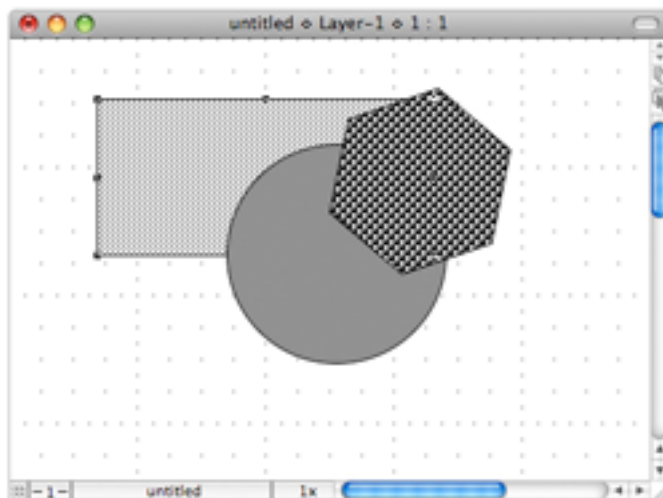 untitled ⋄ Layer-1 ⋄ 1 : 1
1 untitled 1x